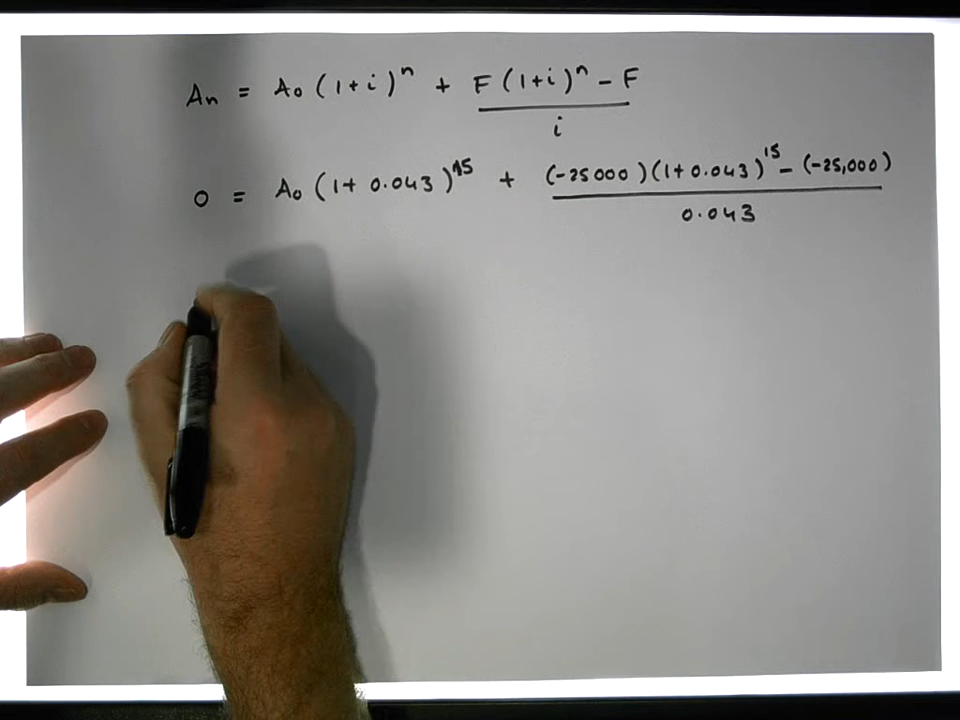 An = A₀(1+i)ⁿ + F(1+i)ⁿ - F
i
0 = A₀(1+0.043)¹⁵ + (-25000)(1+0.043)¹⁵ - (-25,000)
0.043